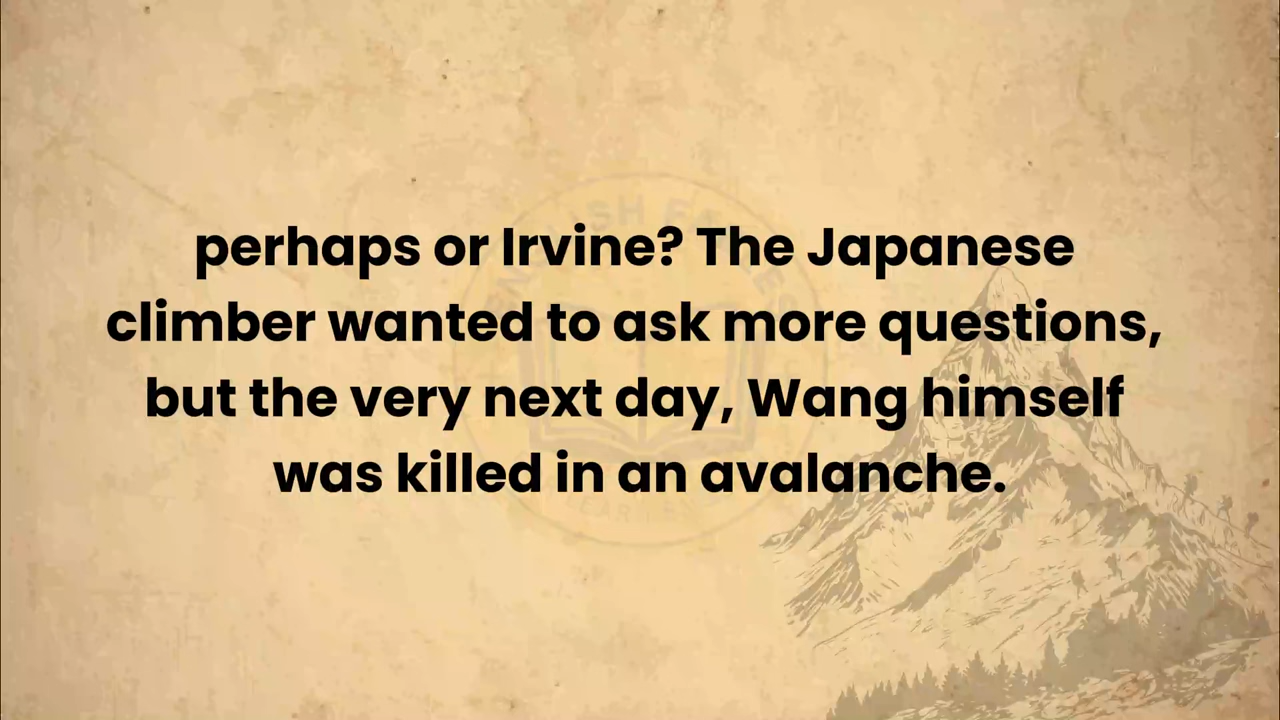 perhaps or Irvine? The Japanese
climber wanted to ask more questions,
but the very next day, Wang himself
was killed in an avalanche.